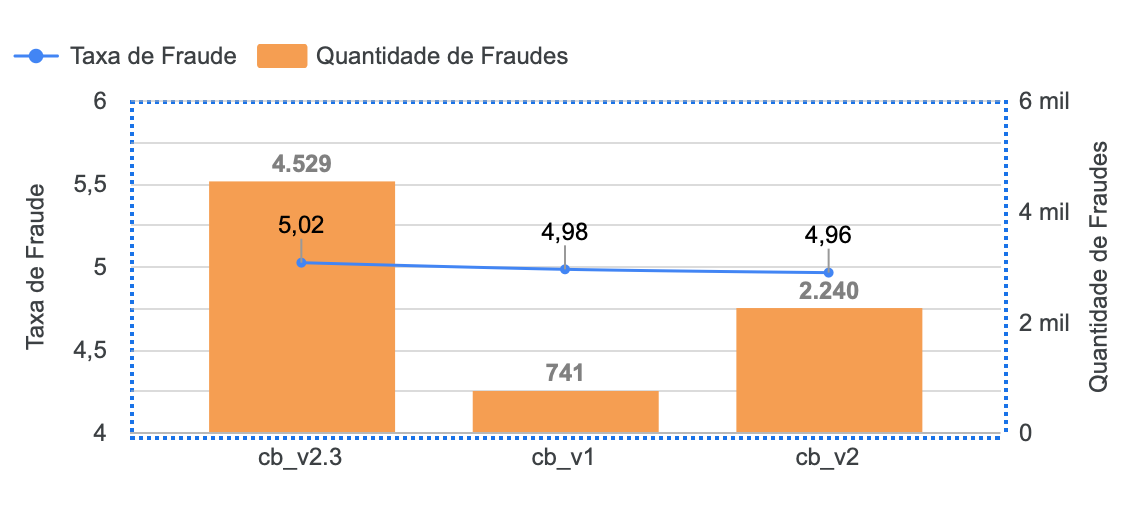 Taxa de Fraude Quantidade de Fraudes
6 6 mil
4.529
5,5
5,02 4,98 4,96
4 mil
5
2.240
2 mil
4,5
741
4 0
cb_v2.3 cb_v1 cb_v2
Taxa de Fraude
Quantidade de Fraudes